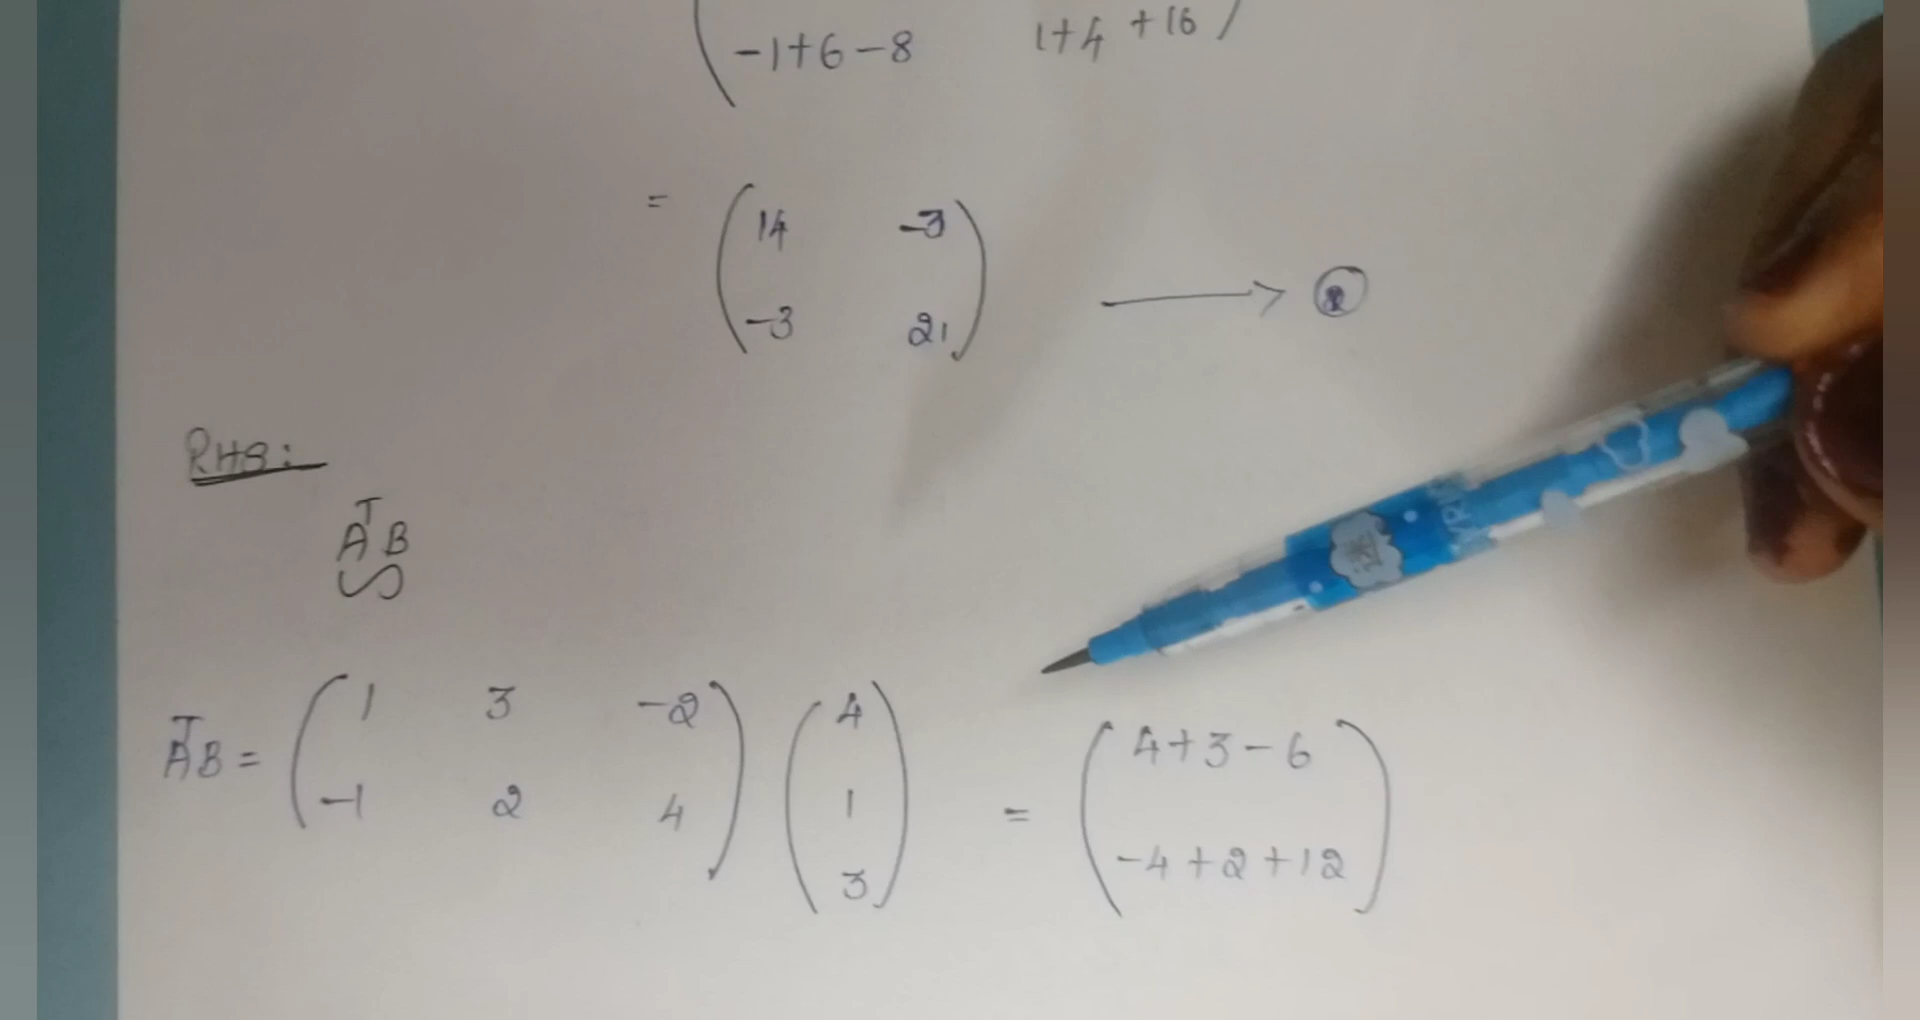 -1+6-8 1+4+16
= ( 14 -3
-3 21 ) → ②
RHS:
AᵀB
AᵀB = ( 1 3 -2
-1 2 4 ) ( 4
1
3 ) = ( 4+3-6
-4+2+12 )